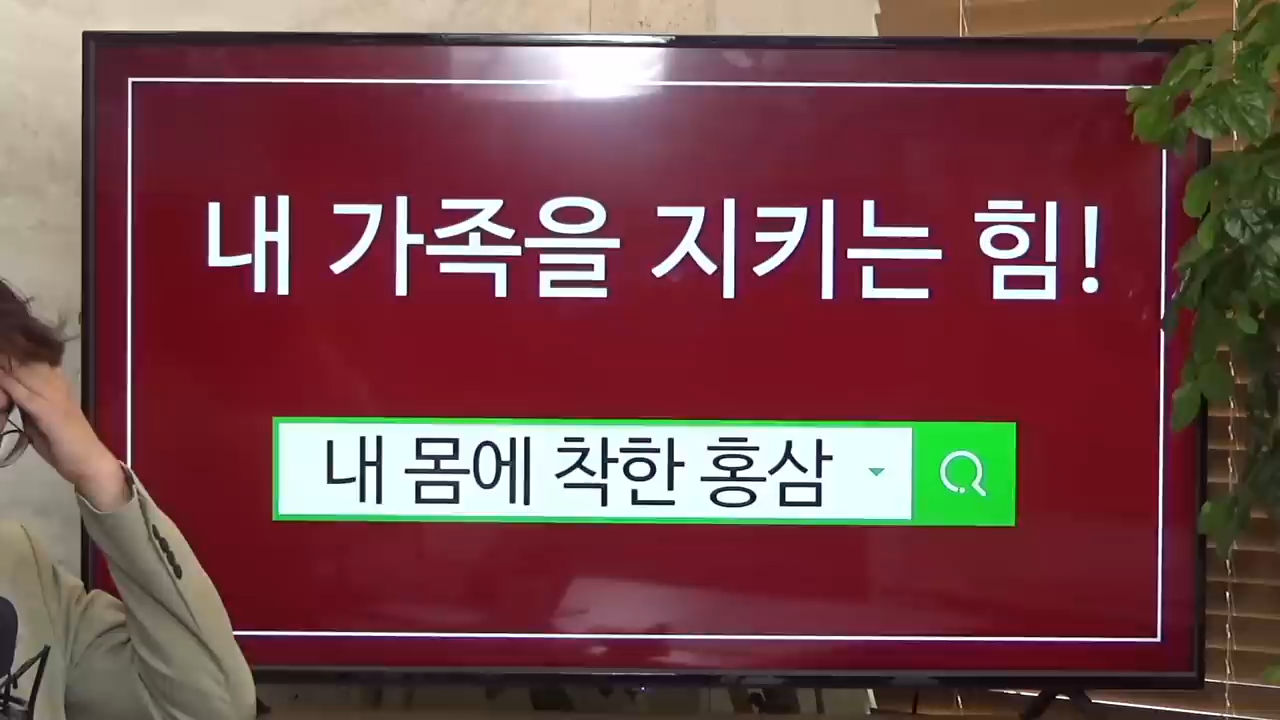 내 가족을 지키는 힘!
내 몸에 착한 홍삼